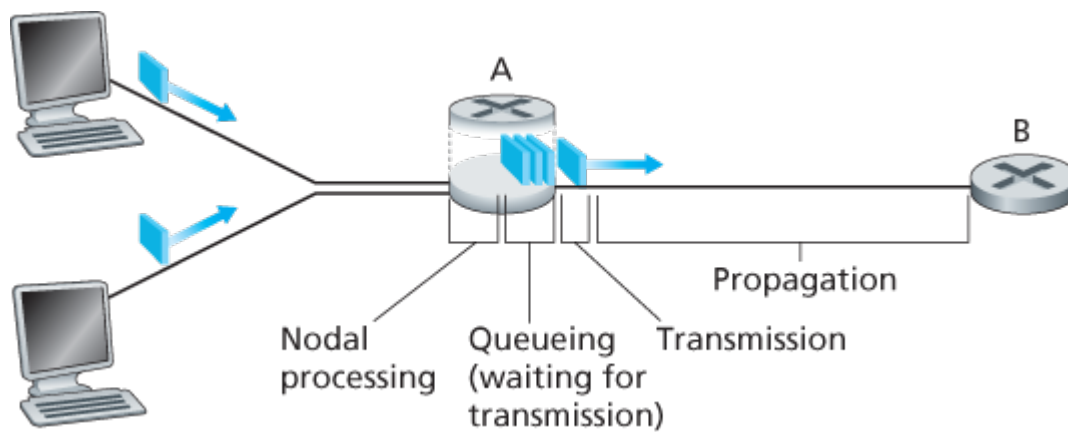 A
B
Propagation
Nodal
processing
Queueing
(waiting for
transmission)
Transmission